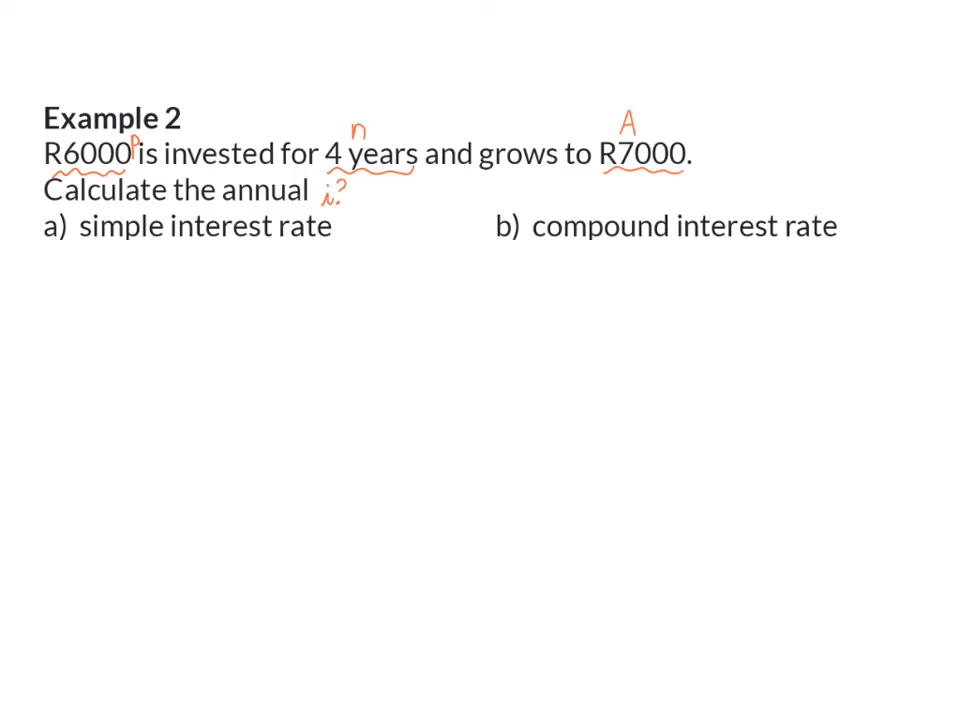 Example 2
n A
R6000 P is invested for 4 years and grows to R7000.
Calculate the annual i?
a) simple interest rate b) compound interest rate